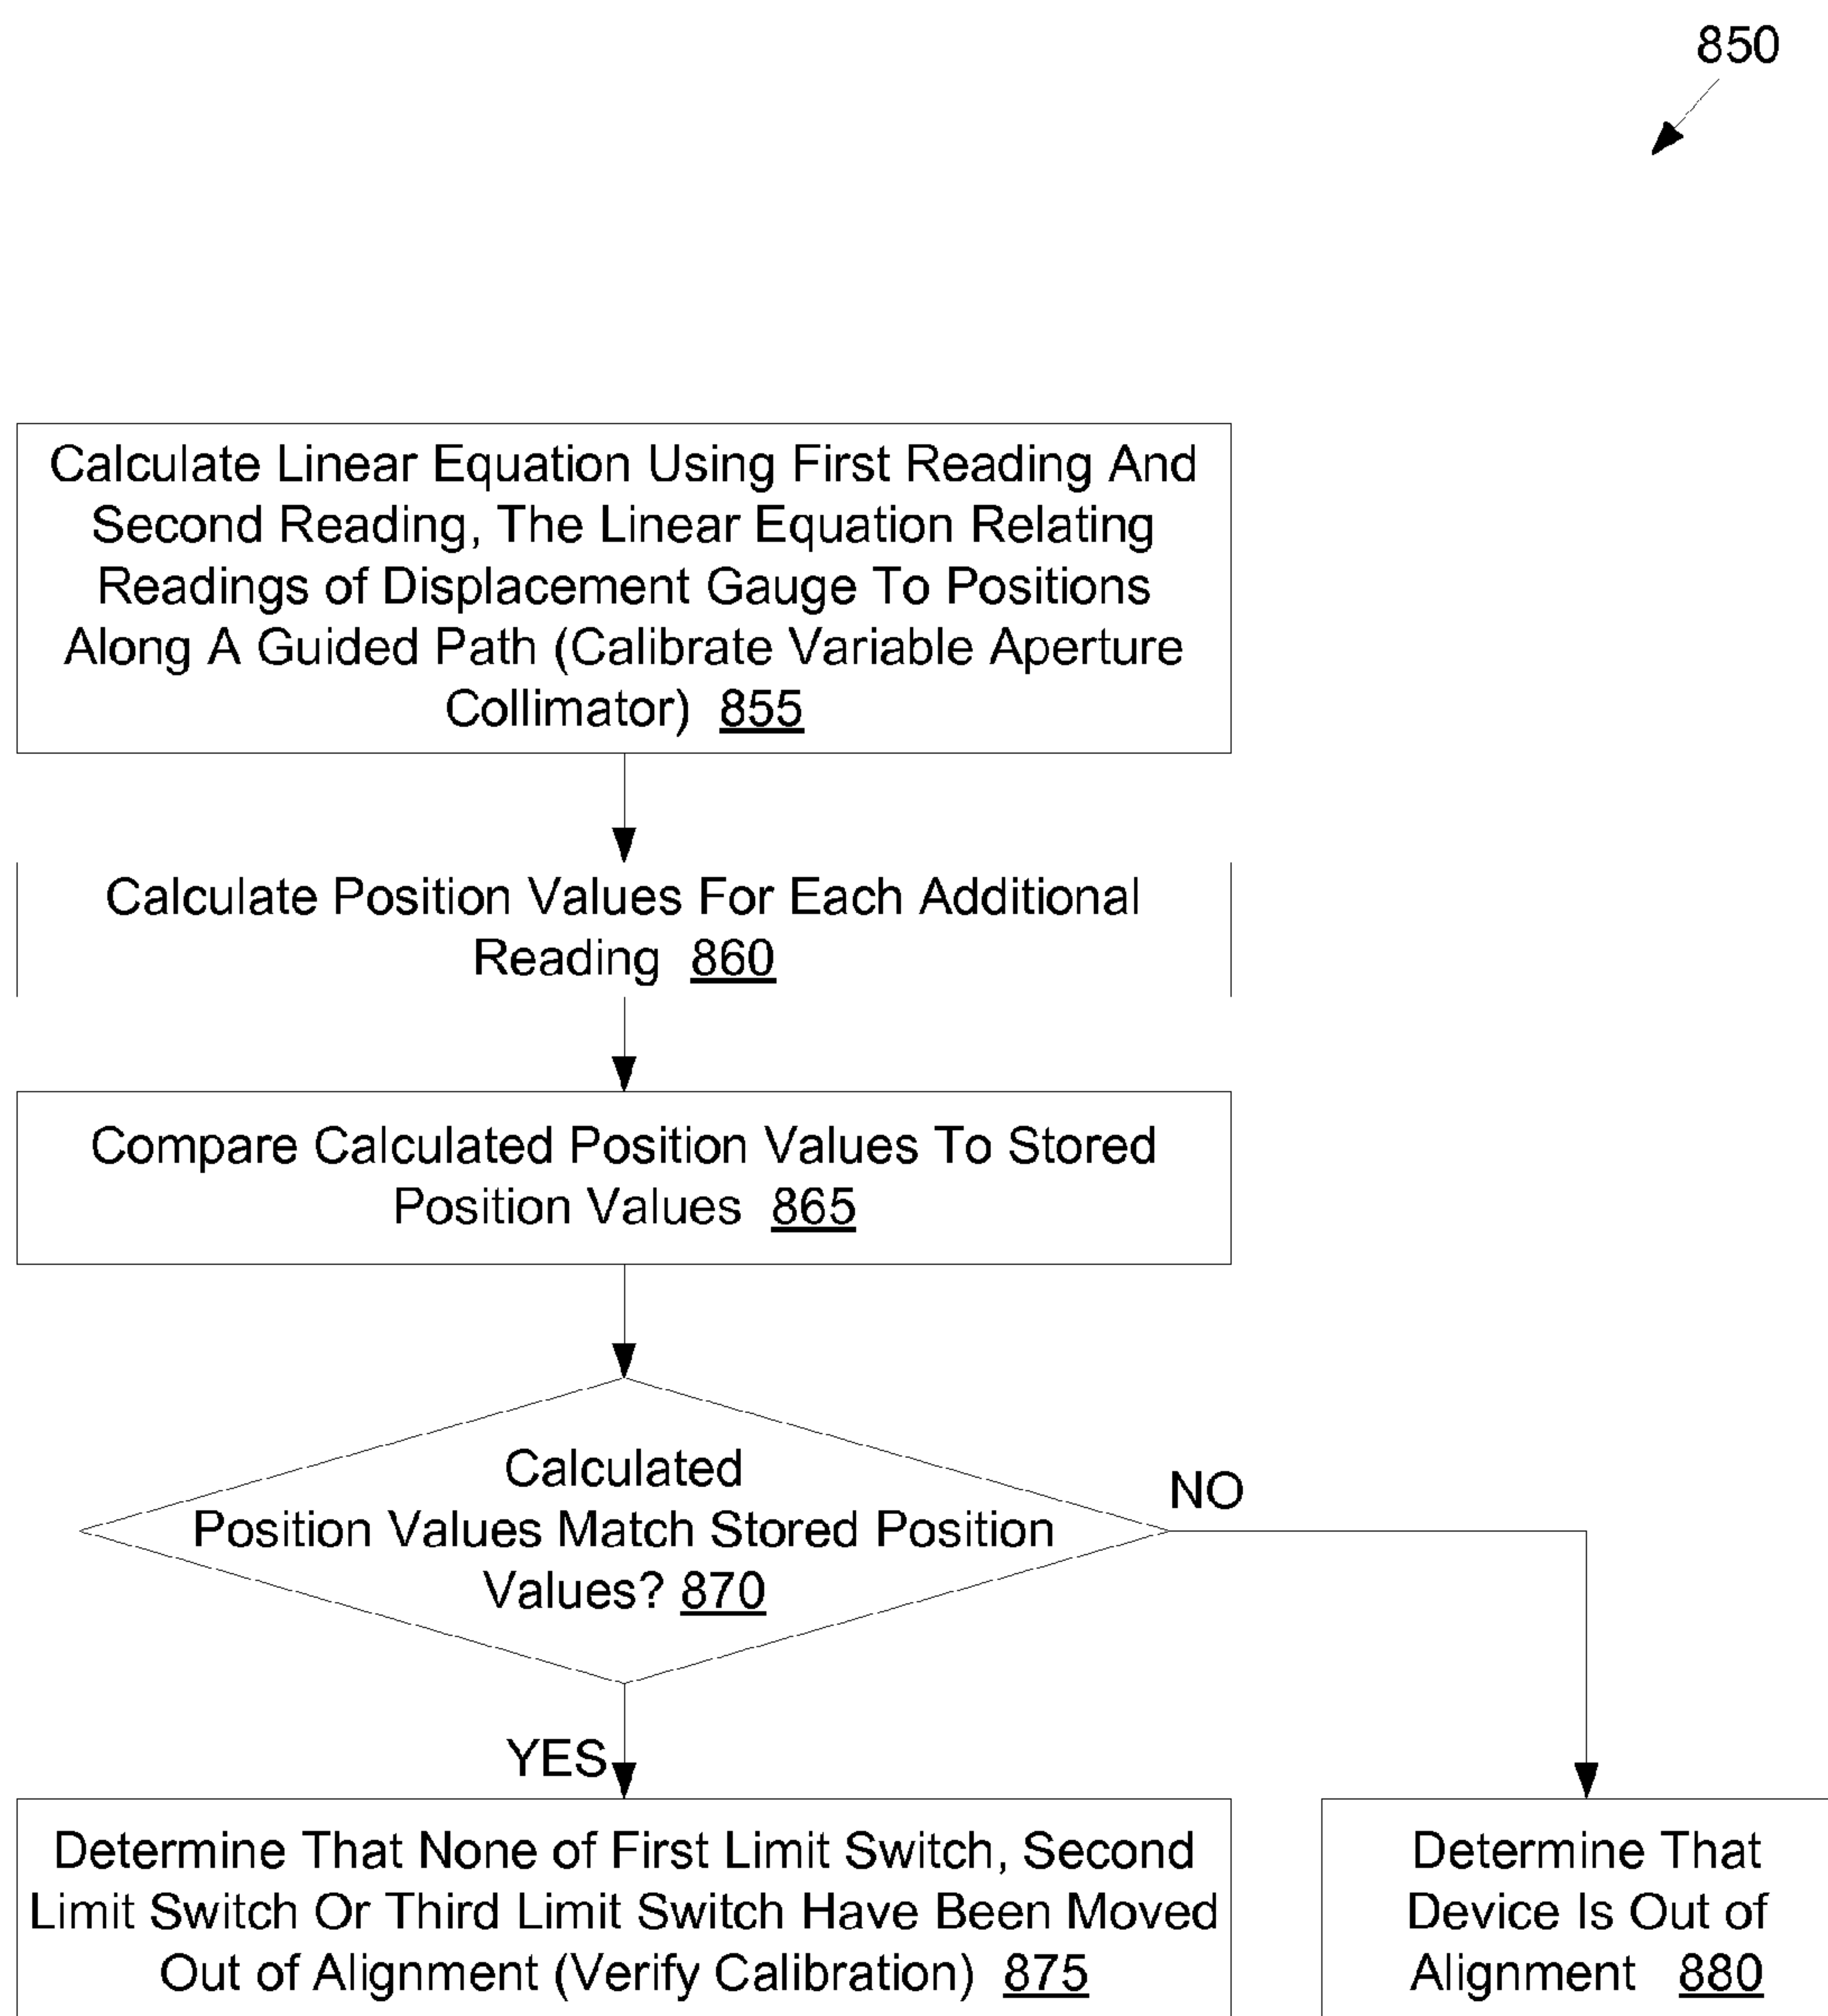 850
Calculate Linear Equation Using First Reading And
Second Reading, The Linear Equation Relating
Readings of Displacement Gauge To Positions
Along A Guided Path (Calibrate Variable Aperture
Collimator) 855
Calculate Position Values For Each Additional
Reading 860
Compare Calculated Position Values To Stored
Position Values 865
Calculated
Position Values Match Stored Position
Values? 870
NO
YES
Determine That None of First Limit Switch, Second
Limit Switch Or Third Limit Switch Have Been Moved
Out of Alignment (Verify Calibration) 875
Determine That
Device Is Out of
Alignment 880